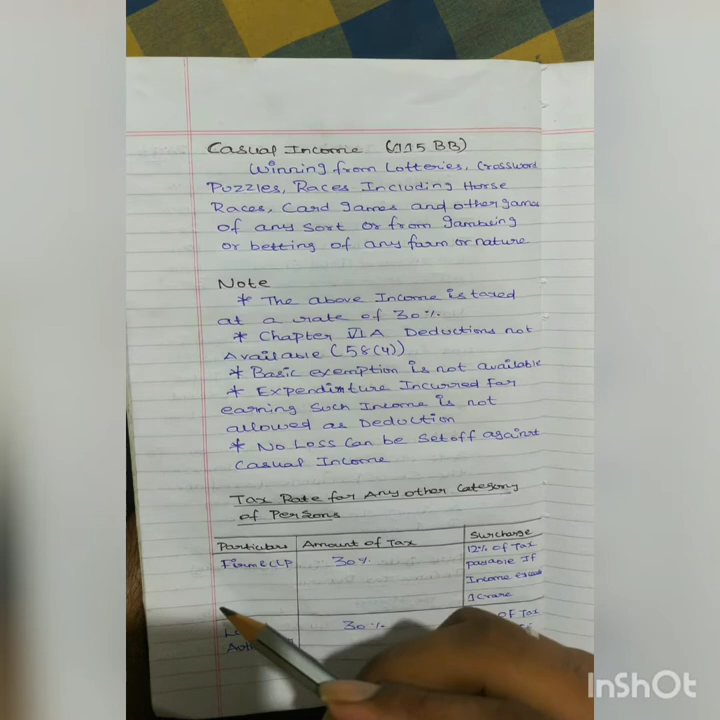 Casual Income (115 BB)
Winning from Lotteries, Crossword
Puzzles, Races Including Horse
Races, Card games and other games
of any sort or from gambling
or betting of any farm or nature
Note
* The above Income is taxed
at a rate of 30%.
* Chapter VI A Deductions not
Available (58(4))
* Basic exemption is not available
* Expenditure Incurred For
earning Such Income is not
allowed as Deduction
* No Loss Can be Set off against
Casual Income
Tax Rate for Any other Category
of Persons
Particulars Amount of Tax Surcharge
Firm & LLP 30% 12% of Tax
payable If
Income exceeds
1 Crore
30% of Tax
InShOt